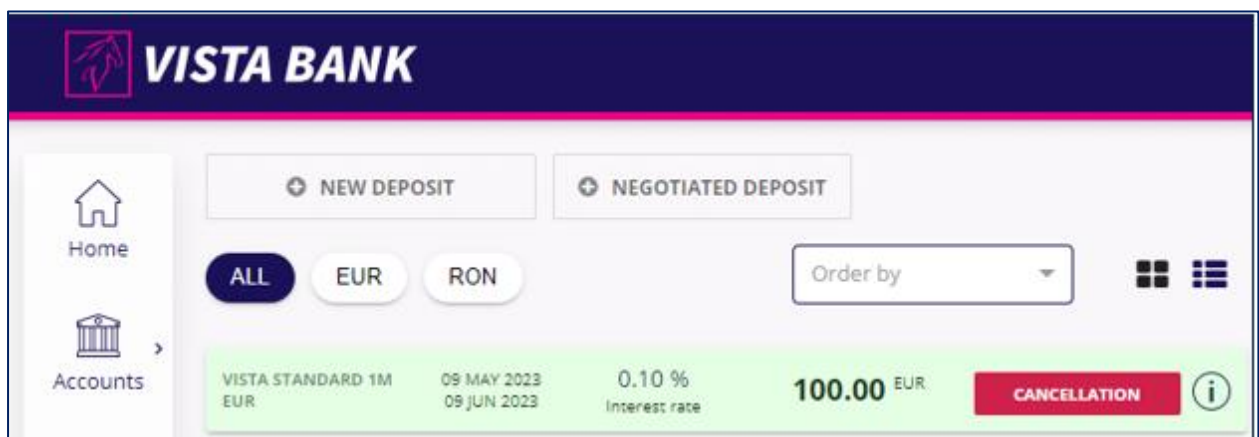 VISTA BANK
NEW DEPOSIT
NEGOTIATED DEPOSIT
Home
ALL
EUR
RON
Order by
Accounts
VISTA STANDARD 1M
EUR
09 MAY 2023
09 JUN 2023
0.10 %
Interest rate
100.00 EUR
CANCELLATION